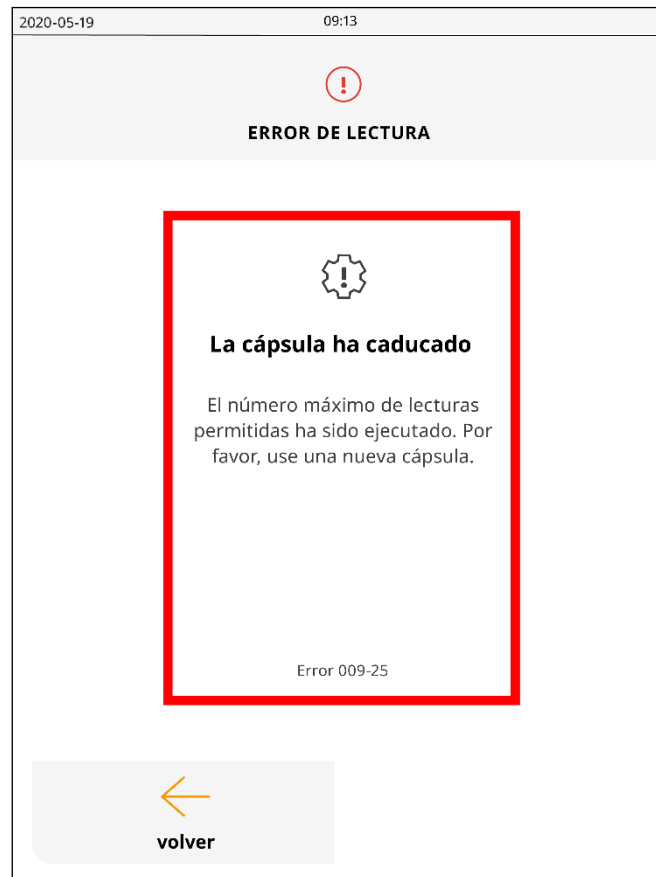 2020-05-19 09:13
ERROR DE LECTURA
La cápsula ha caducado
El número máximo de lecturas
permitidas ha sido ejecutado. Por
favor, use una nueva cápsula.
Error 009-25
volver